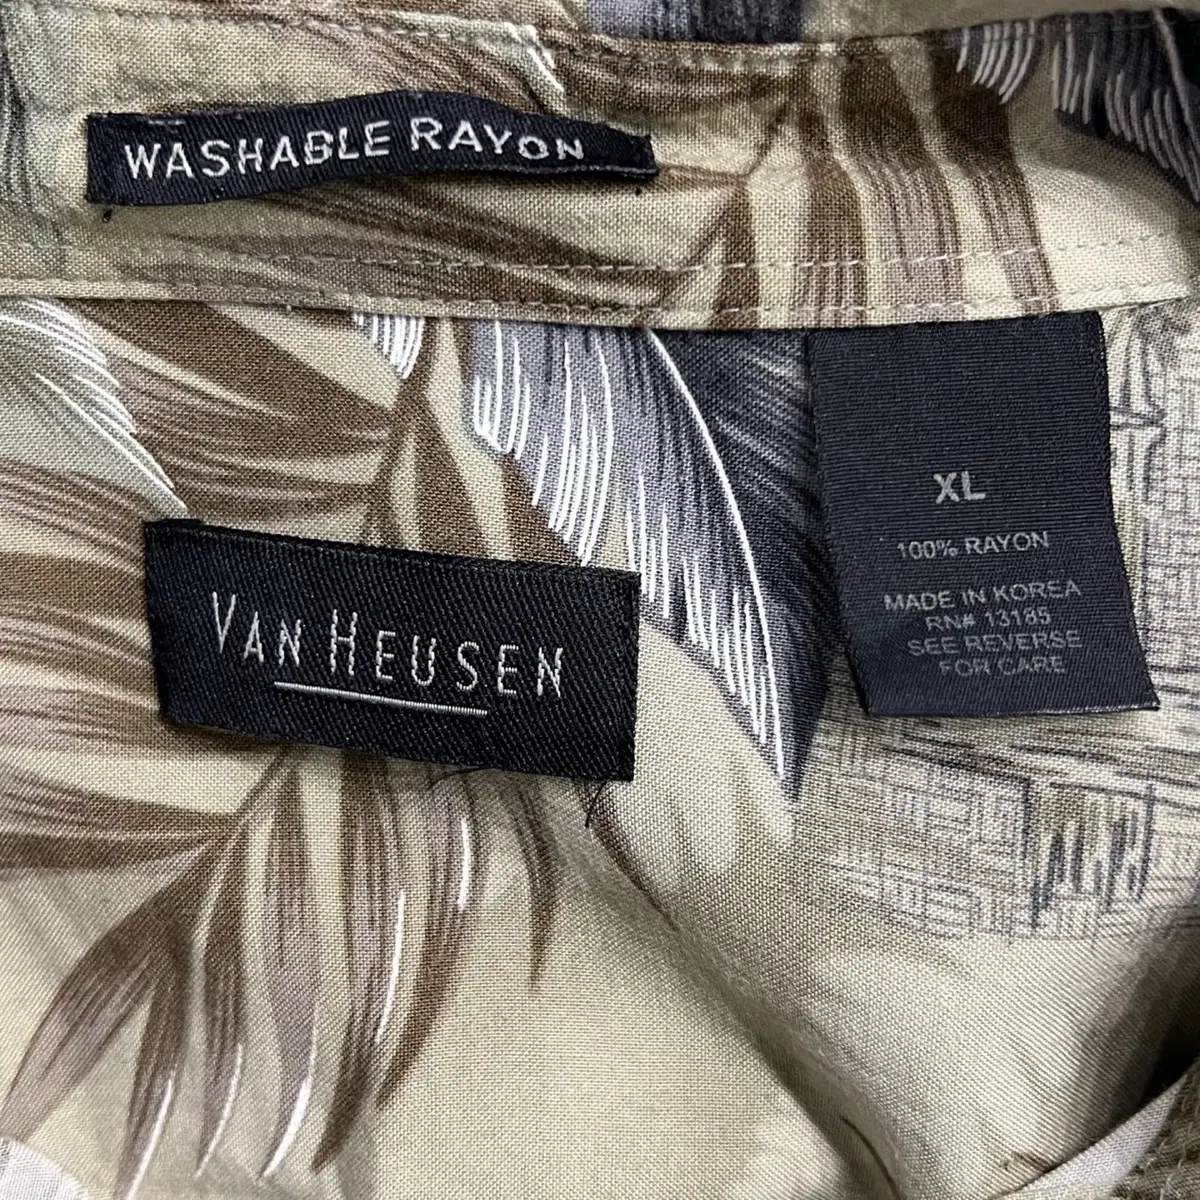 WASHABLE RAYON
VAN HEUSEN
XL
100% RAYON
MADE IN KOREA
RN# 13185
SEE REVERSE
FOR CARE